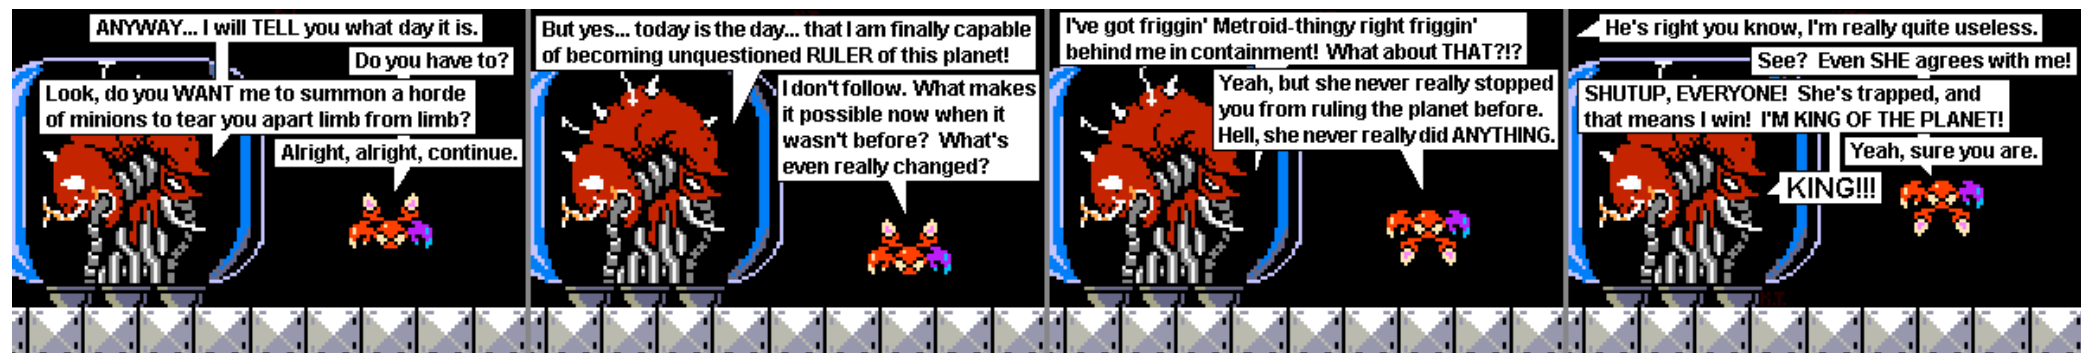 ANYWAY... I will TELL you what day it is.
Do you have to?
Look, do you WANT me to summon a horde
of minions to tear you apart limb from limb?
Alright, alright, continue.
But yes... today is the day... that I am finally capable
of becoming unquestioned RULER of this planet!
I don't follow. What makes
it possible now when it
wasn't before? What's
even really changed?
I've got friggin' Metroid-thingy right friggin'
behind me in containment! What about THAT?!?
Yeah, but she never really stopped
you from ruling the planet before.
Hell, she never really did ANYTHING.
He's right you know, I'm really quite useless.
See? Even SHE agrees with me!
SHUTUP, EVERYONE! She's trapped, and
that means I win! I'M KING OF THE PLANET!
Yeah, sure you are.
KING!!!